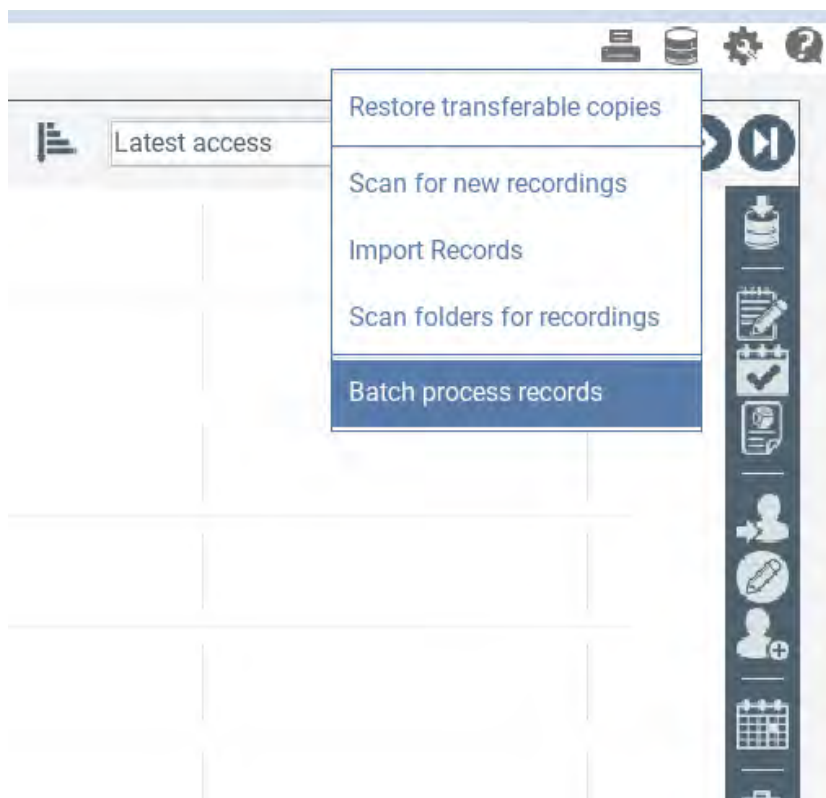 Restore transferable copies
Latest access
Scan for new recordings
Import Records
Scan folders for recordings
Batch process records